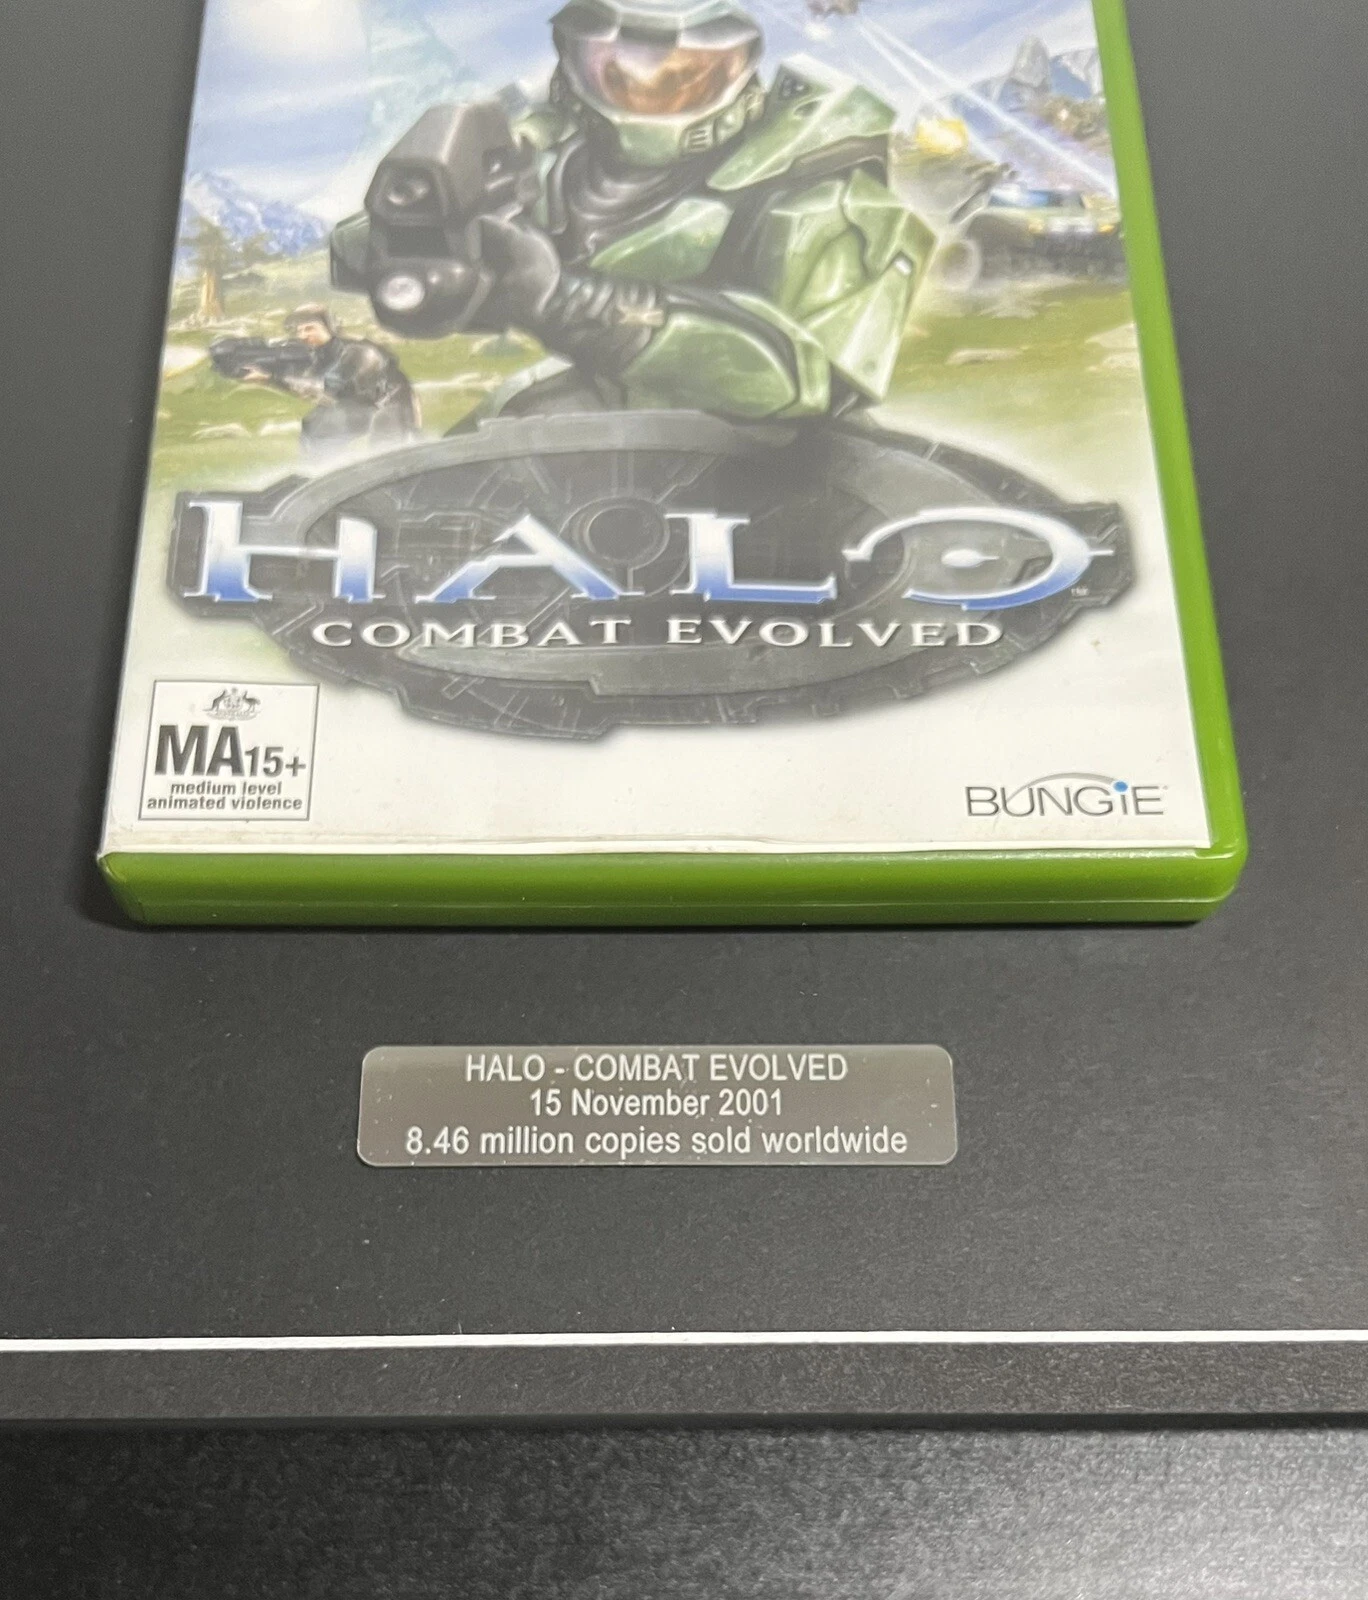 HALO
COMBAT EVOLVED
TM
MA15+
medium level
animated violence
BUNGiE
HALO - COMBAT EVOLVED
15 November 2001
8.46 million copies sold worldwide